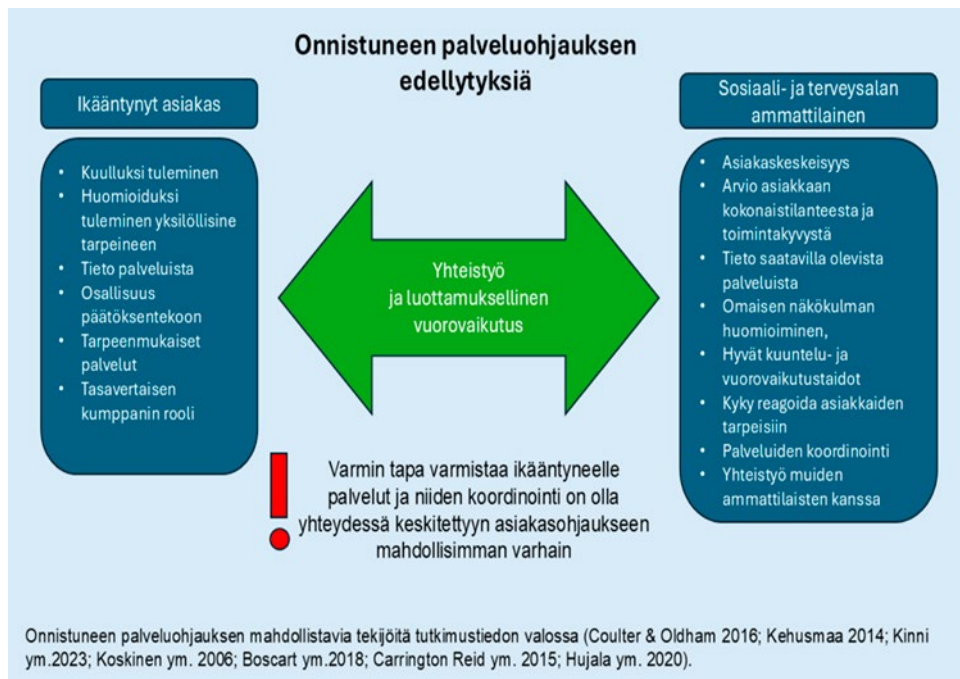 Onnistuneen palveluohjauksen
edellytyksiä
Ikääntynyt asiakas
• Kuulluksi tuleminen
• Huomioiduksi
tuleminen yksilöllisine
tarpeineen
• Tieto palveluista
• Osallisuus
päätöksentekoon
• Tarpeenmukaiset
palvelut
• Tasavertaisen
kumppanin rooli
Yhteistyö
ja luottamuksellinen
vuorovaikutus
Sosiaali- ja terveysalan
ammattilainen
• Asiakaskeskeisyys
• Arvio asiakkaan
kokonaistilanteesta ja
toimintakyvystä
• Tieto saatavilla olevista
palveluista
• Omaisen näkökulman
huomioiminen,
• Hyvät kuuntelu- ja
vuorovaikutustaidot
• Kyky reagoida asiakkaiden
tarpeisiin
• Palveluiden koordinointi
• Yhteistyö muiden
ammattilaisten kanssa
Varmin tapa varmistaa ikääntyneelle
palvelut ja niiden koordinointi on olla
yhteydessä keskitettyyn asiakasohjaukseen
mahdollisimman varhain
Onnistuneen palveluohjauksen mahdollistavia tekijöitä tutkimustiedon valossa (Coulter & Oldham 2016; Kehusmaa 2014; Kinni
ym.2023; Koskinen ym. 2006; Boscart ym.2018; Carrington Reid ym. 2015; Hujala ym. 2020).